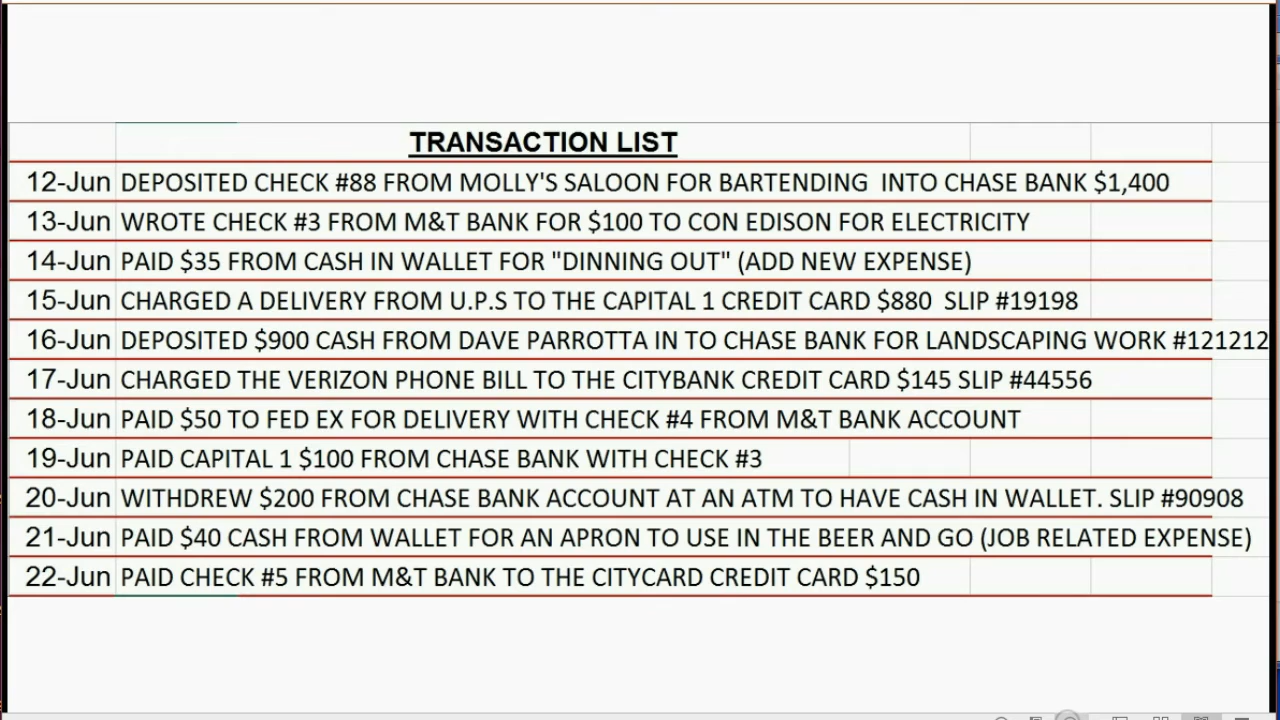 TRANSACTION LIST
12-Jun DEPOSITED CHECK #88 FROM MOLLY'S SALOON FOR BARTENDING INTO CHASE BANK $1,400
13-Jun WROTE CHECK #3 FROM M&T BANK FOR $100 TO CON EDISON FOR ELECTRICITY
14-Jun PAID $35 FROM CASH IN WALLET FOR "DINNING OUT" (ADD NEW EXPENSE)
15-Jun CHARGED A DELIVERY FROM U.P.S TO THE CAPITAL 1 CREDIT CARD $880 SLIP #19198
16-Jun DEPOSITED $900 CASH FROM DAVE PARROTTA IN TO CHASE BANK FOR LANDSCAPING WORK #121212
17-Jun CHARGED THE VERIZON PHONE BILL TO THE CITYBANK CREDIT CARD $145 SLIP #44556
18-Jun PAID $50 TO FED EX FOR DELIVERY WITH CHECK #4 FROM M&T BANK ACCOUNT
19-Jun PAID CAPITAL 1 $100 FROM CHASE BANK WITH CHECK #3
20-Jun WITHDREW $200 FROM CHASE BANK ACCOUNT AT AN ATM TO HAVE CASH IN WALLET. SLIP #90908
21-Jun PAID $40 CASH FROM WALLET FOR AN APRON TO USE IN THE BEER AND GO (JOB RELATED EXPENSE)
22-Jun PAID CHECK #5 FROM M&T BANK TO THE CITYCARD CREDIT CARD $150